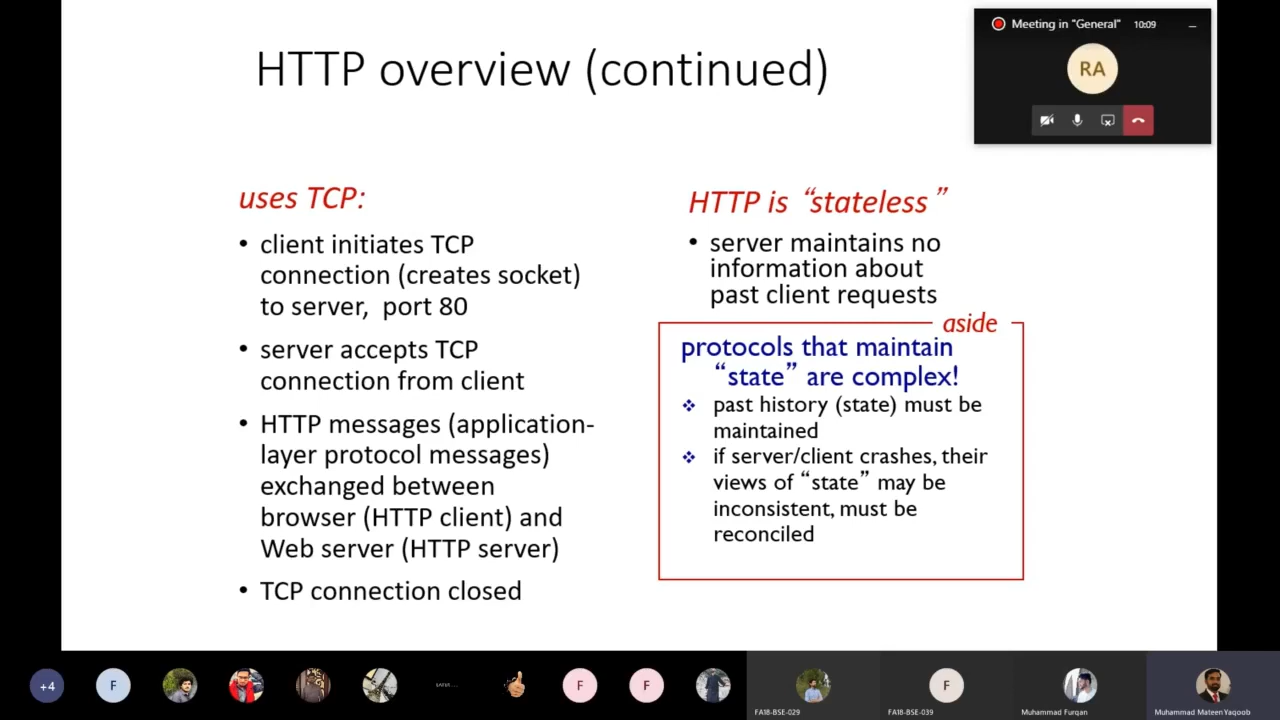 HTTP overview (continued)
Meeting in "General" 10:09
RA
uses TCP:
• client initiates TCP
connection (creates socket)
to server, port 80
• server accepts TCP
connection from client
• HTTP messages (application-
layer protocol messages)
exchanged between
browser (HTTP client) and
Web server (HTTP server)
• TCP connection closed
HTTP is “stateless”
• server maintains no
information about
past client requests
aside
protocols that maintain
“state” are complex!
❖ past history (state) must be
maintained
❖ if server/client crashes, their
views of “state” may be
inconsistent, must be
reconciled
+4
F
F
F
F
FA18-BSE-029
FA18-BSE-039
Muhammad Furqan
Muhammad Mateen Yaqoob